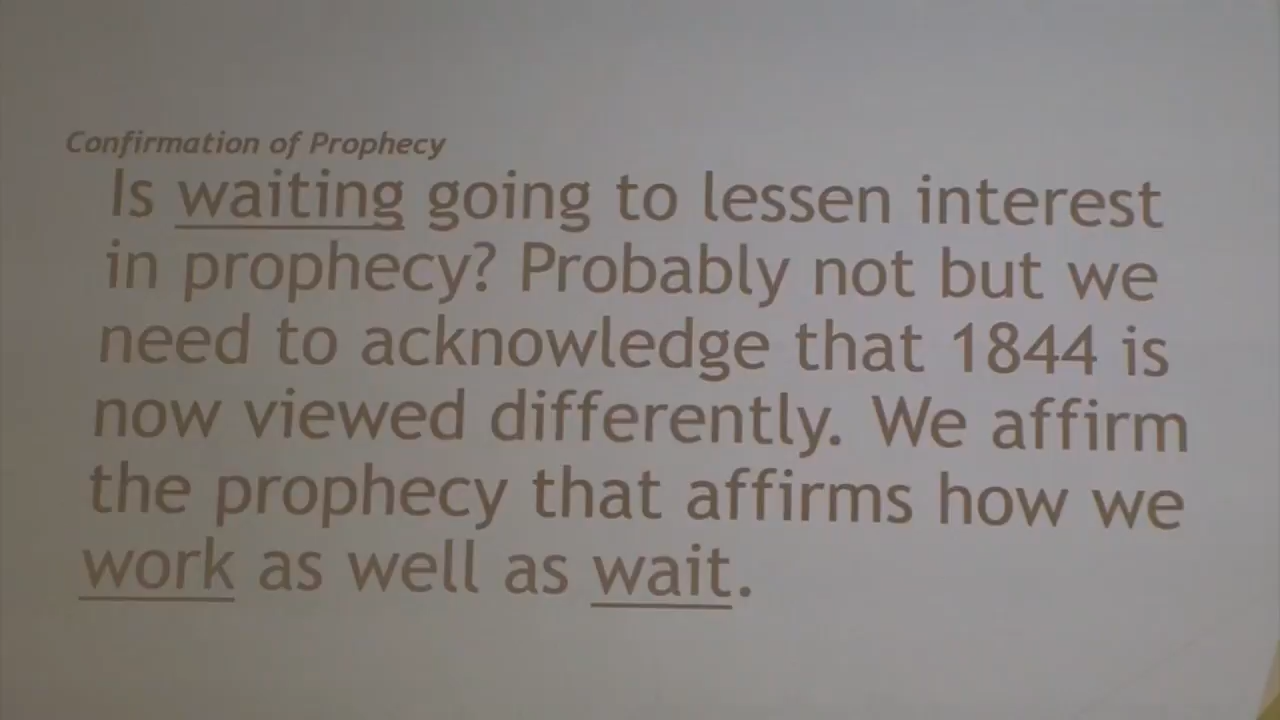 Confirmation of Prophecy
Is waiting going to lessen interest
in prophecy? Probably not but we
need to acknowledge that 1844 is
now viewed differently. We affirm
the prophecy that affirms how we
work as well as wait.